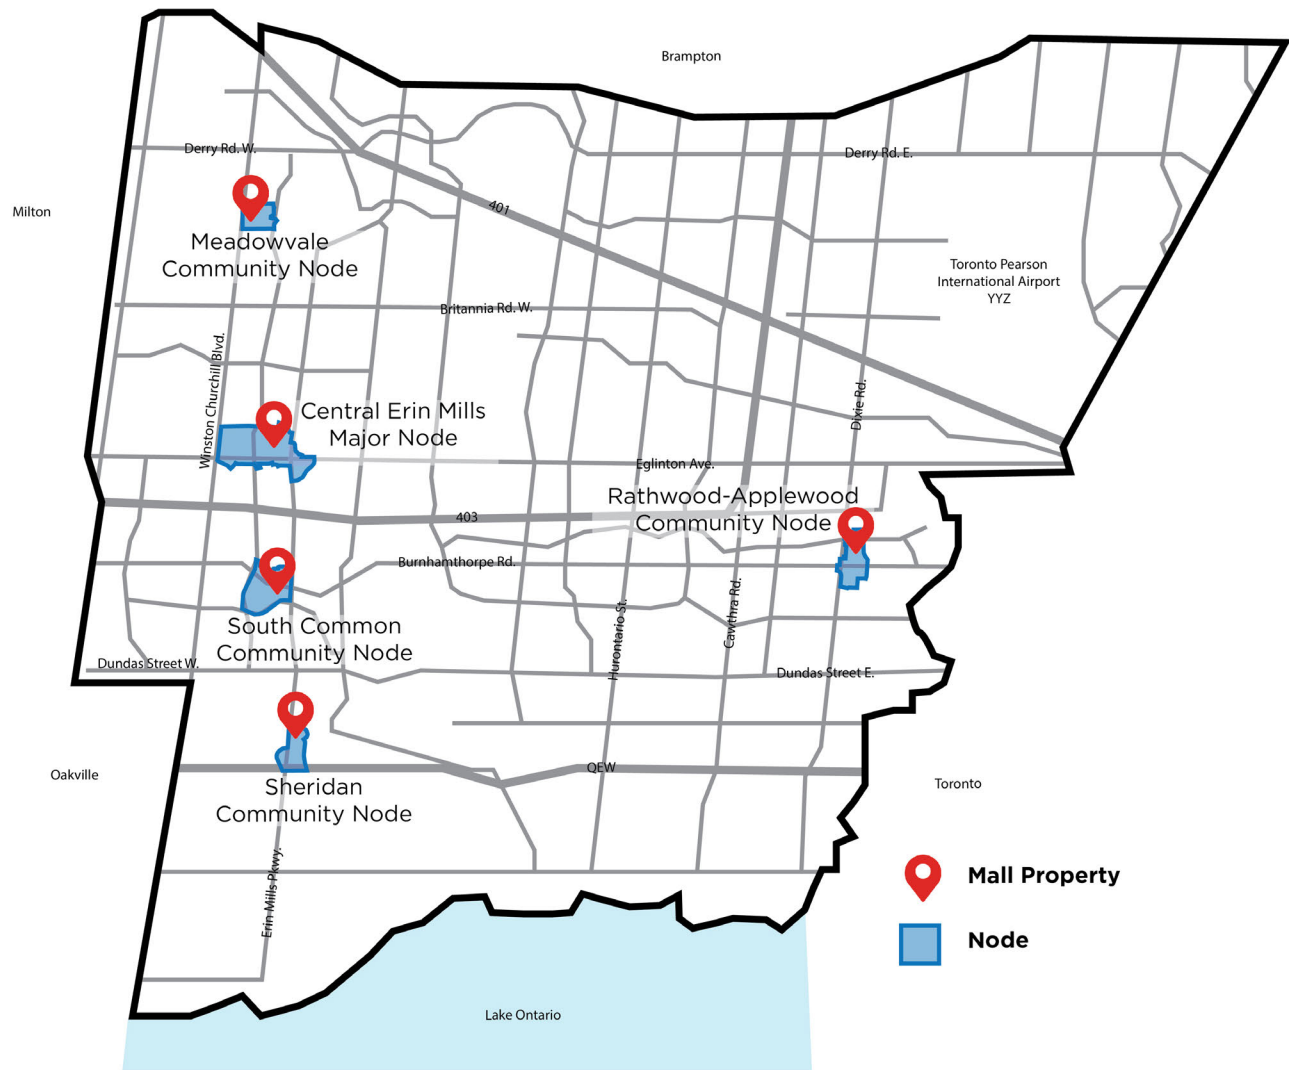 Brampton
Derry Rd. W.
Derry Rd. E.
401
Milton
Meadowvale
Community Node
Toronto Pearson
International Airport
YYZ
Britannia Rd. W.
Winston Churchill Blvd.
Dixie Rd.
Central Erin Mills
Major Node
Eglinton Ave.
Rathwood-Applewood
Community Node
403
Burnhamthorpe Rd.
Hurontario St.
Cawthra Rd.
South Common
Community Node
Dundas Street W.
Dundas Street E.
QEW
Oakville
Toronto
Sheridan
Community Node
Erin Mills Pkwy.
Mall Property
Node
Lake Ontario